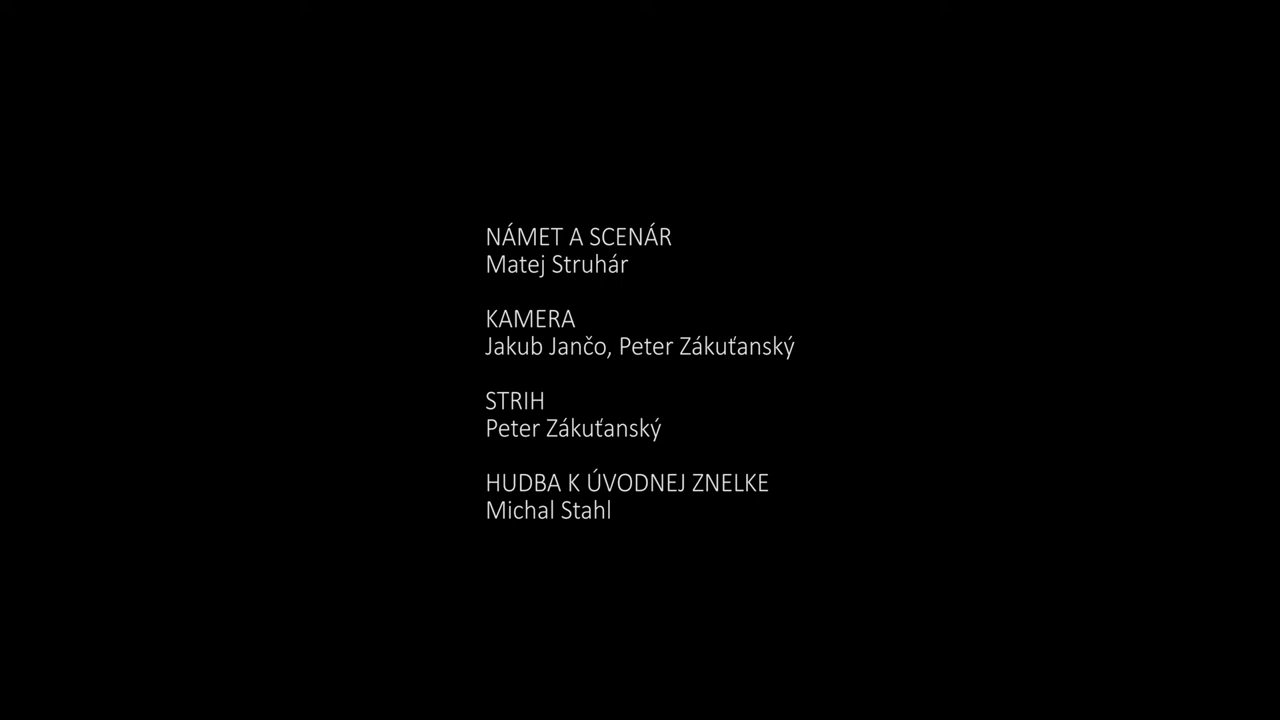 NÁMET A SCENÁR
Matej Struhár
KAMERA
Jakub Jančo, Peter Zákuťanský
STRIH
Peter Zákuťanský
HUDBA K ÚVODNEJ ZNELKE
Michal Stahl